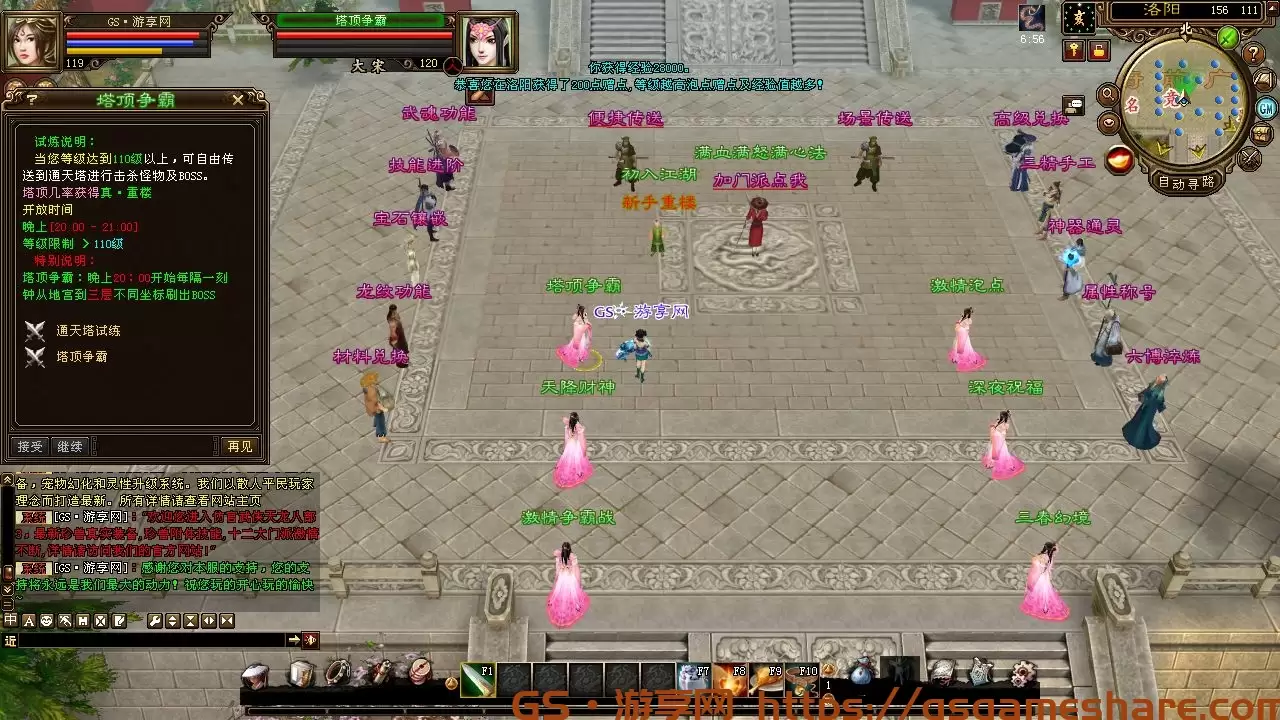 GS·游享网
119
塔顶争霸
大宋
120
6:56
洛阳
156
111
北
自动寻路
你获得经验28000。
恭喜您在洛阳获得了200点赠点,等级越高泡点赠点及经验值越多！
塔顶争霸
试炼说明：
当您等级达到110级以上，可自由传
送到通天塔进行击杀怪物及BOSS。
塔顶几率获得真·重楼
开放时间
晚上[20:00 - 21:00]
等级限制 >110级
特别说明：
塔顶争霸：晚上20：00开始每隔一刻
钟从地宫到三层不同坐标刷出BOSS
通天塔试练
塔顶争霸
接受
继续
再见
武魂功能
便捷传送
场景传送
高级兑换
技能进阶
初入江湖
满血满怒满心法
加门派点我
三情手工
新手重楼
宝石镶嵌
神器通灵
龙纹功能
塔顶争霸
激情泡点
属性称号
GS·游享网
材料兑换
天降财神
深夜祝福
六博淬炼
激情争霸战
三春幻境
备，宠物幻化和灵性升级系统。我们以散人平民玩家
理念而打造最新。所有详情请查看网站主页
[GS·游享网]：感谢您对本服的支持，您的支
持将永远是我们最大的动力！祝您玩的开心玩的愉快
近
F1
F7
F8
F9
F10
1
GS·游享网 https://gsgameshare.com